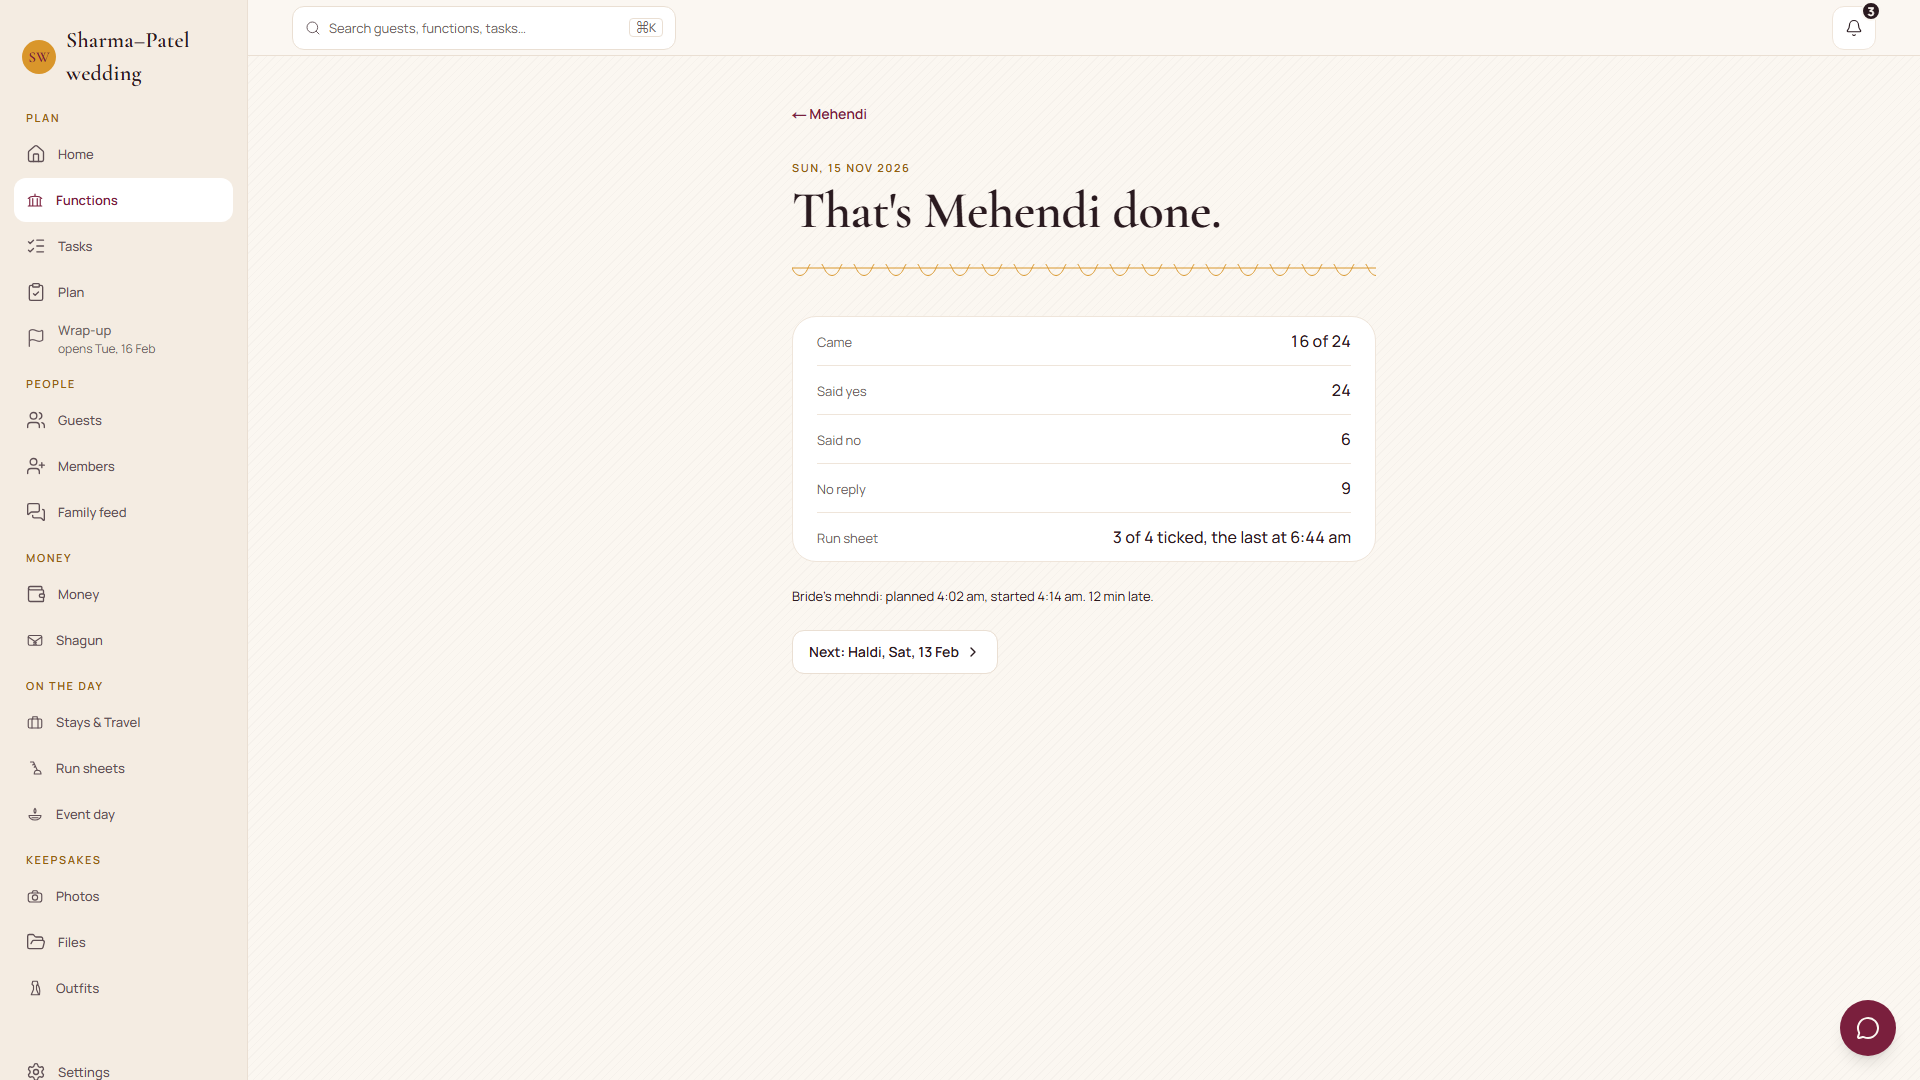 SW
Sharma–Patel
wedding
PLAN
Home
Functions
Tasks
Plan
Wrap-up
opens Tue, 16 Feb
PEOPLE
Guests
Members
Family feed
MONEY
Money
Shagun
ON THE DAY
Stays & Travel
Run sheets
Event day
KEEPSAKES
Photos
Files
Outfits
Settings
Search guests, functions, tasks... ⌘K
3
← Mehendi
SUN, 15 NOV 2026
That's Mehendi done.
Came 16 of 24
Said yes 24
Said no 6
No reply 9
Run sheet 3 of 4 ticked, the last at 6:44 am
Bride's mehndi: planned 4:02 am, started 4:14 am. 12 min late.
Next: Haldi, Sat, 13 Feb